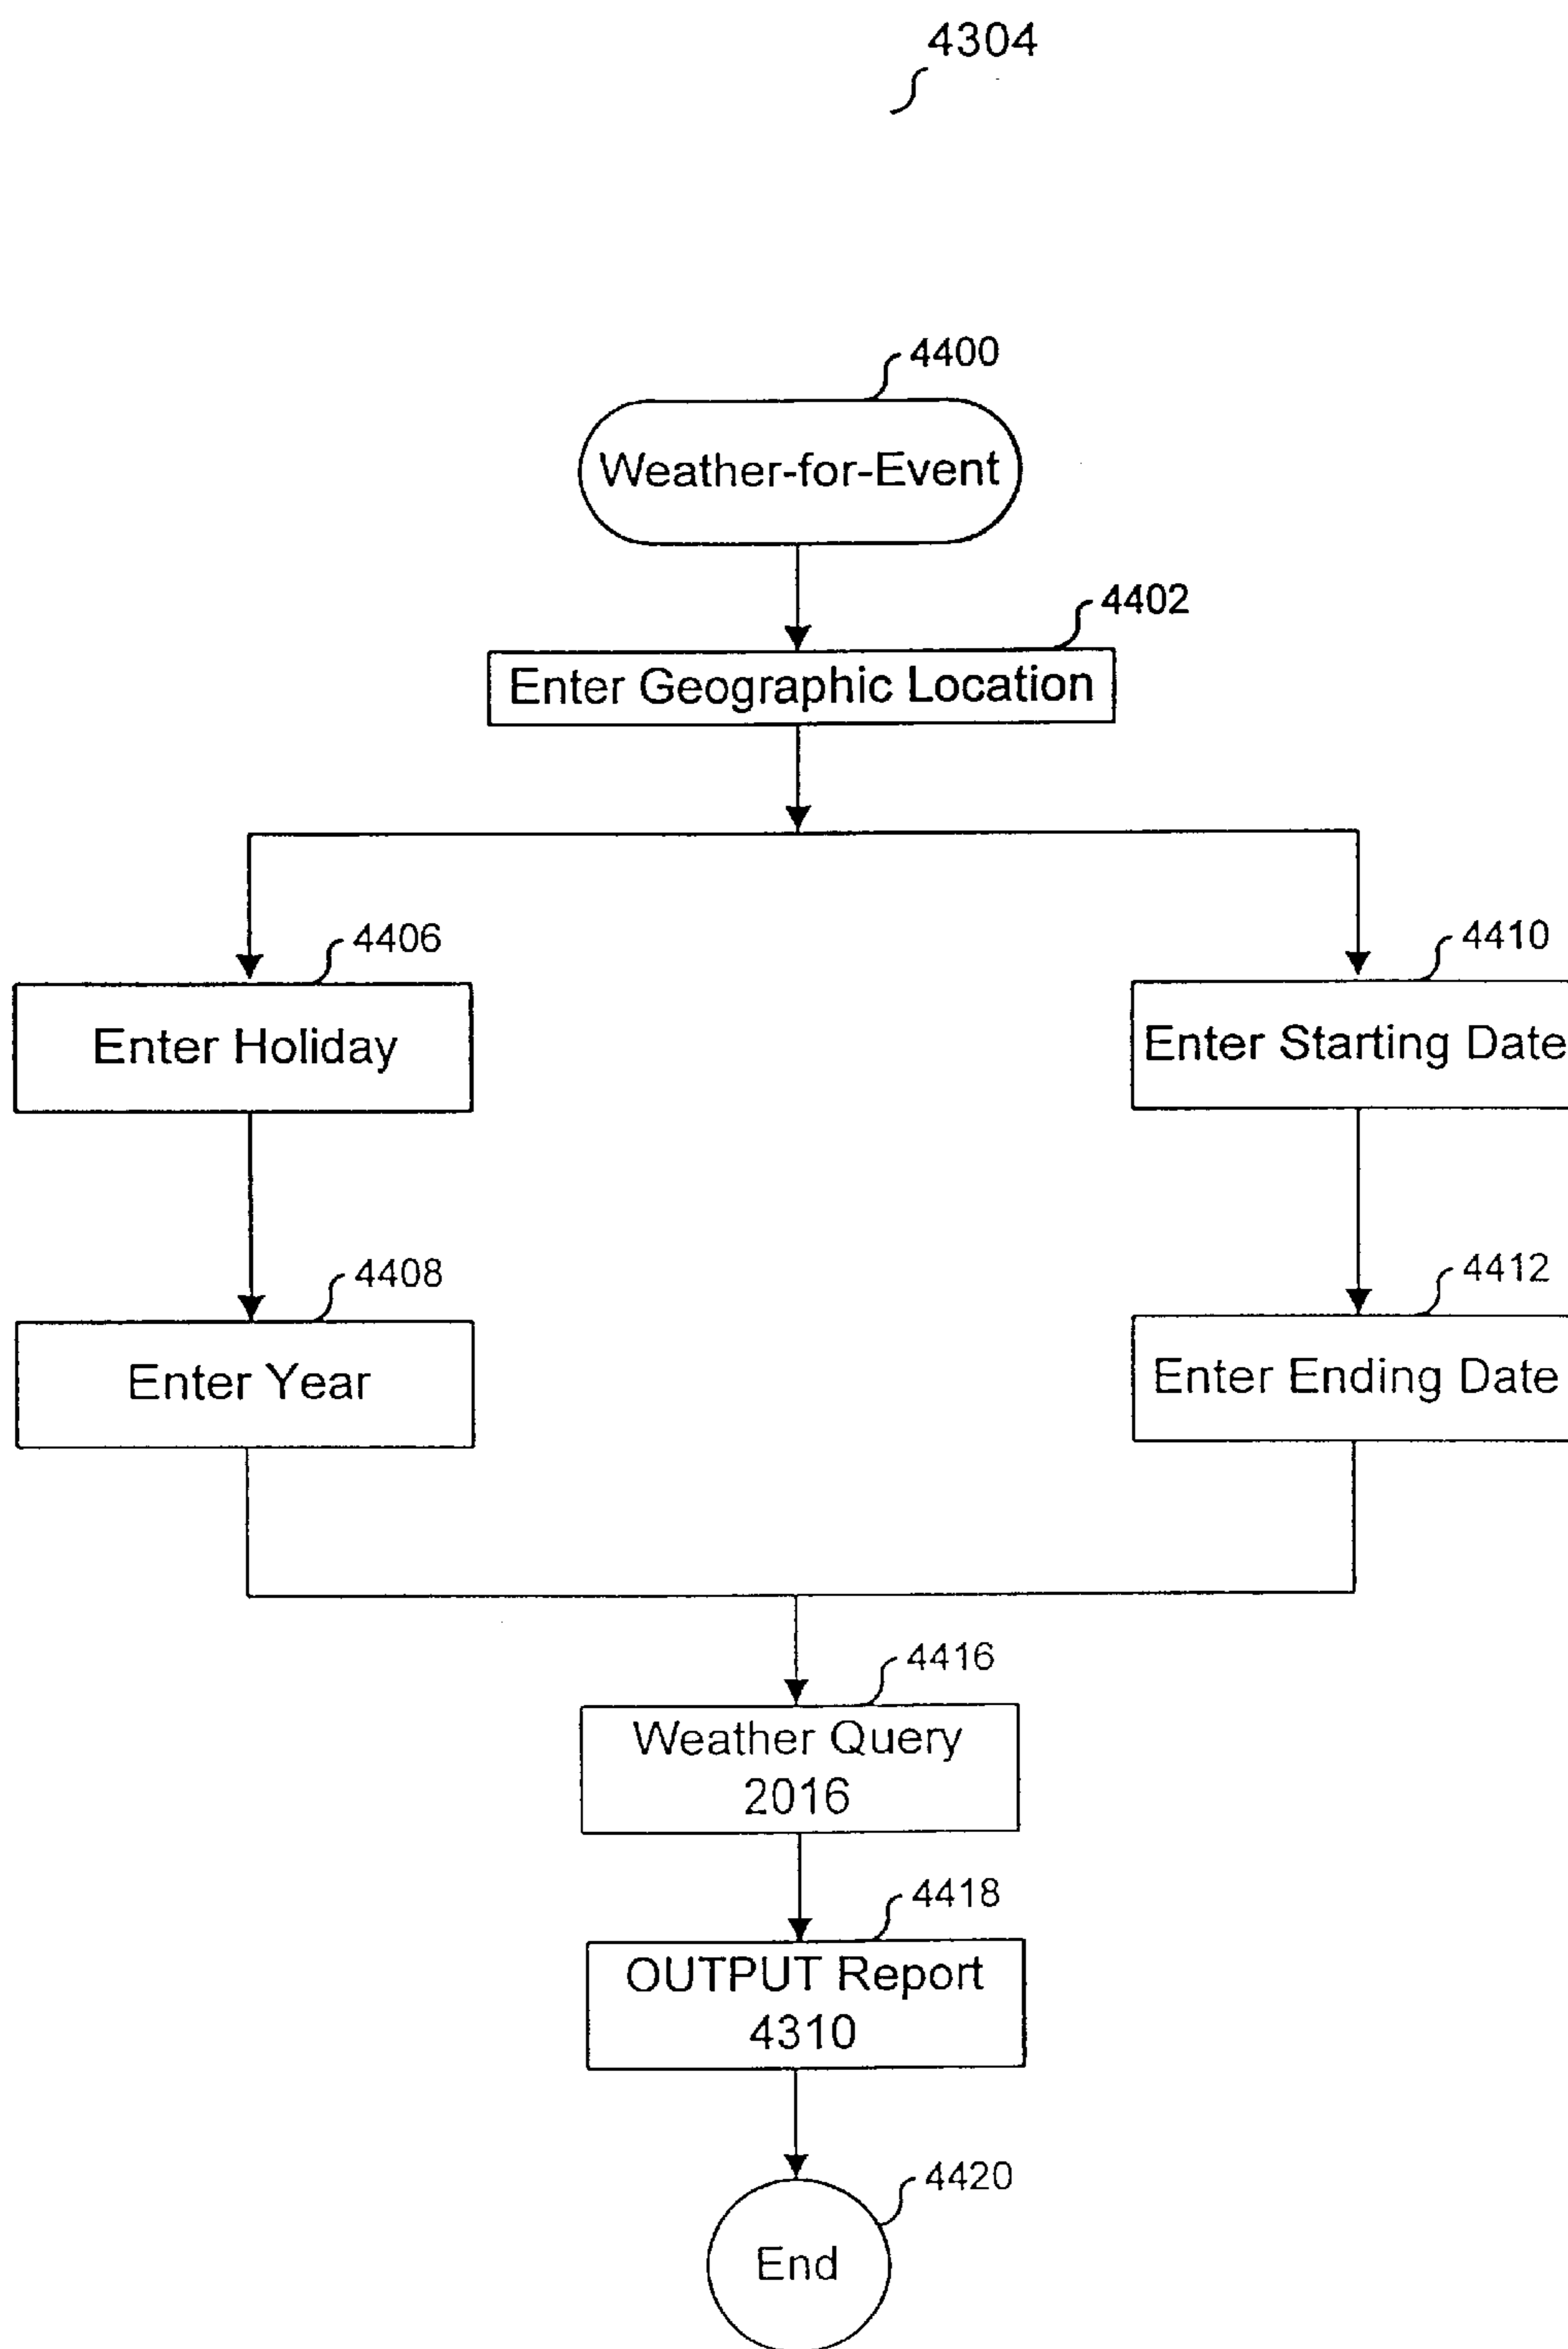 4304
4400
Weather-for-Event
4402
Enter Geographic Location
4406
Enter Holiday
4410
Enter Starting Date
4408
Enter Year
4412
Enter Ending Date
4416
Weather Query
2016
4418
OUTPUT Report
4310
4420
End